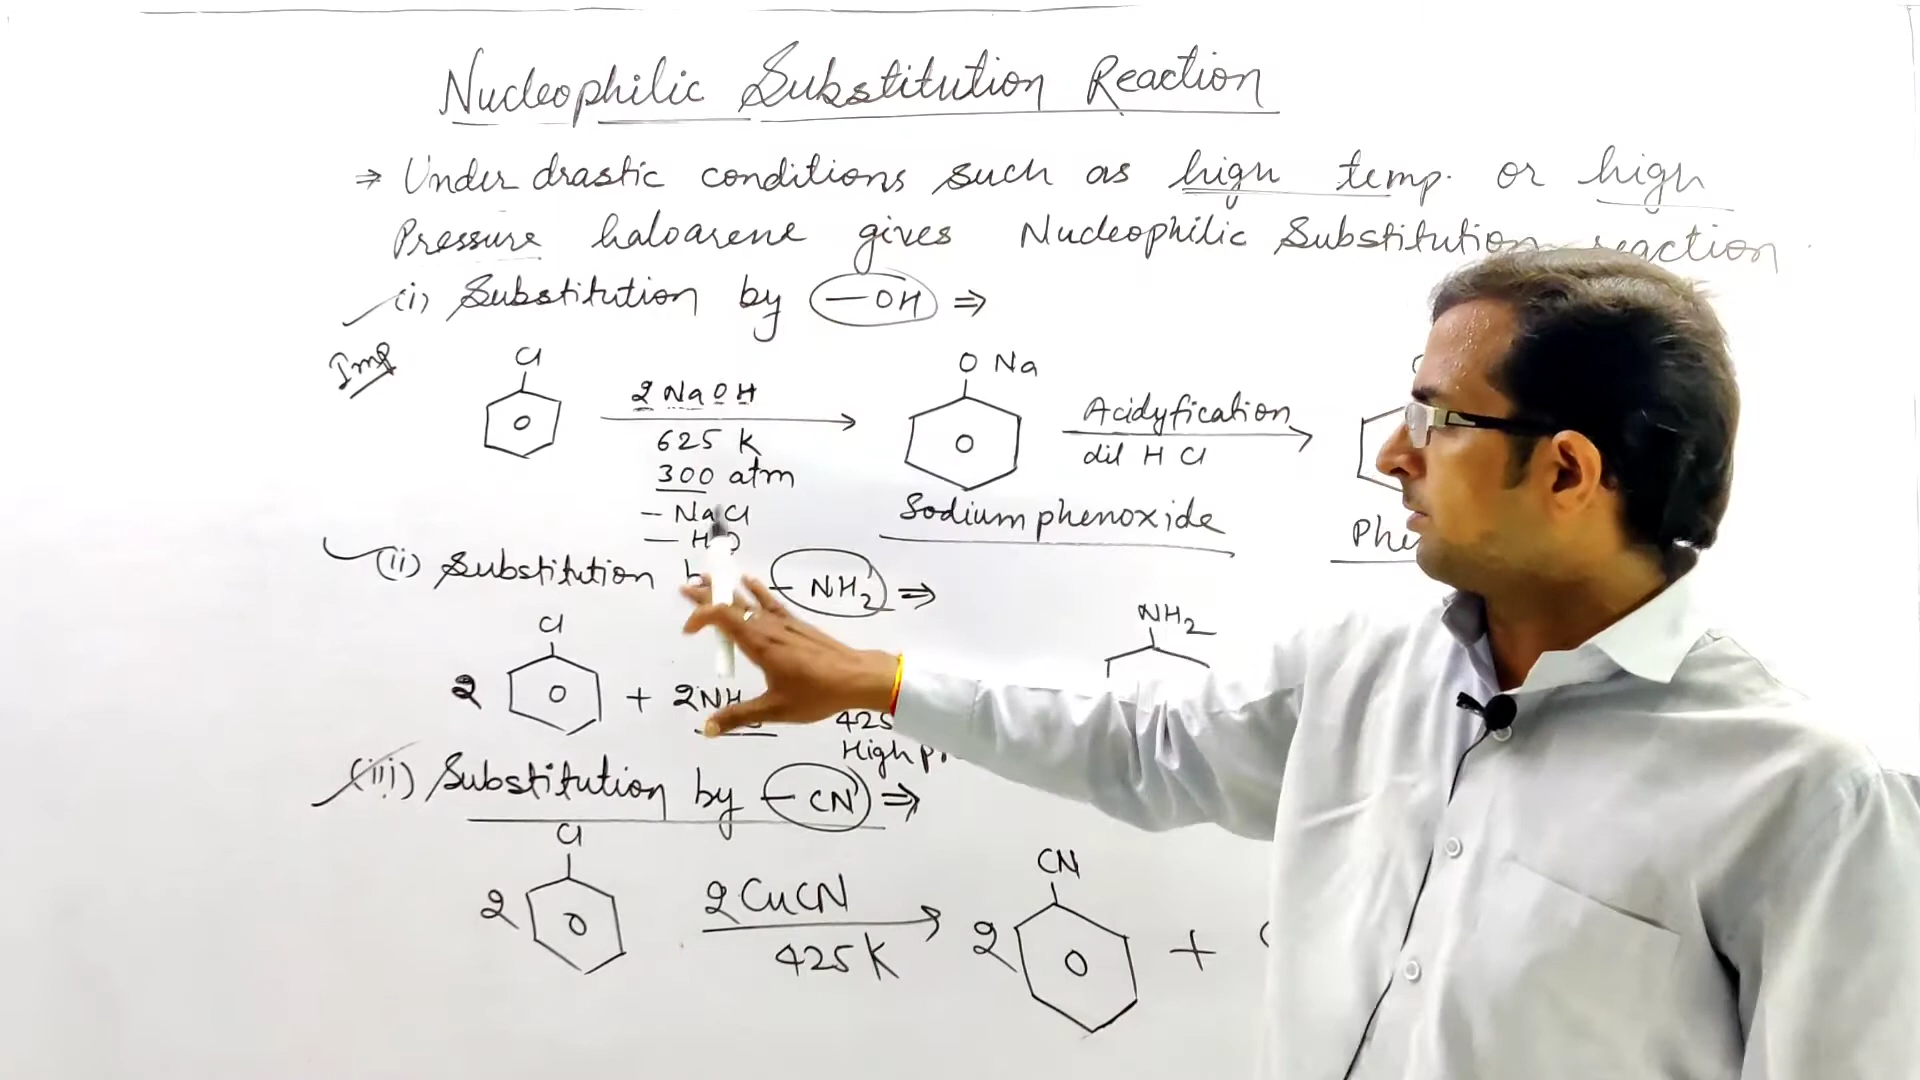 Nucleophilic Substitution Reaction
⇒ Under drastic conditions such as high temp. or high
Pressure haloarene gives Nucleophilic Substitution reaction
(i) Substitution by —OH ⇒
Imp
Cl
2 NaOH
625 K
300 atm
– NaCl
O Na
Sodium phenoxide
Acidyfication
dil HCl
(ii) Substitution – NH2 ⇒
Cl
2 + 2NH
425
High
NH2
(iii) Substitution by – CN ⇒
Cl
2
2CuCN
425K
CN
2 +